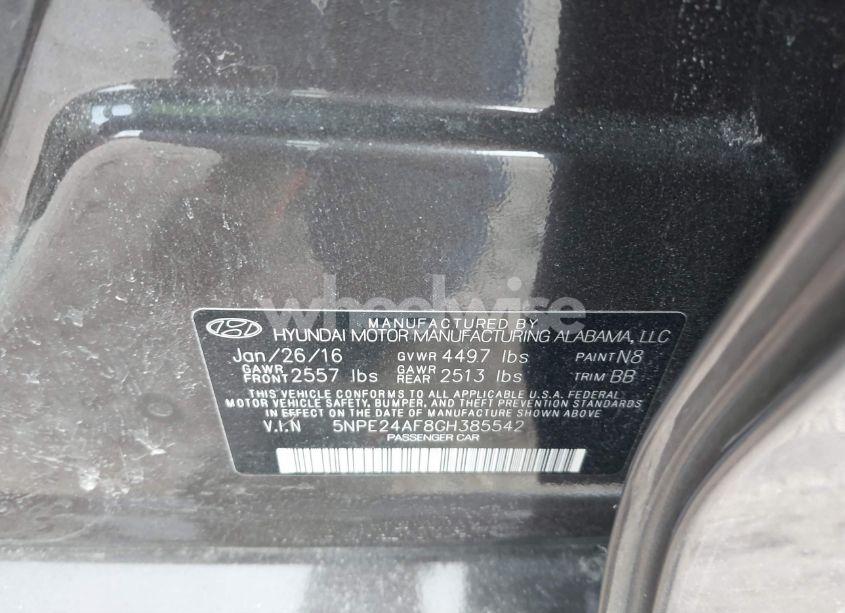 wheelwise
MANUFACTURED BY
HYUNDAI MOTOR MANUFACTURING ALABAMA, LLC
Jan/26/16 GVWR 4497 lbs PAINT N8
GAWR FRONT 2557 lbs GAWR REAR 2513 lbs TRIM BB
THIS VEHICLE CONFORMS TO ALL APPLICABLE U.S.A. FEDERAL
MOTOR VEHICLE SAFETY, BUMPER, AND THEFT PREVENTION STANDARDS
IN EFFECT ON THE DATE OF MANUFACTURE SHOWN ABOVE.
V.I.N 5NPE24AF8GH385542
PASSENGER CAR